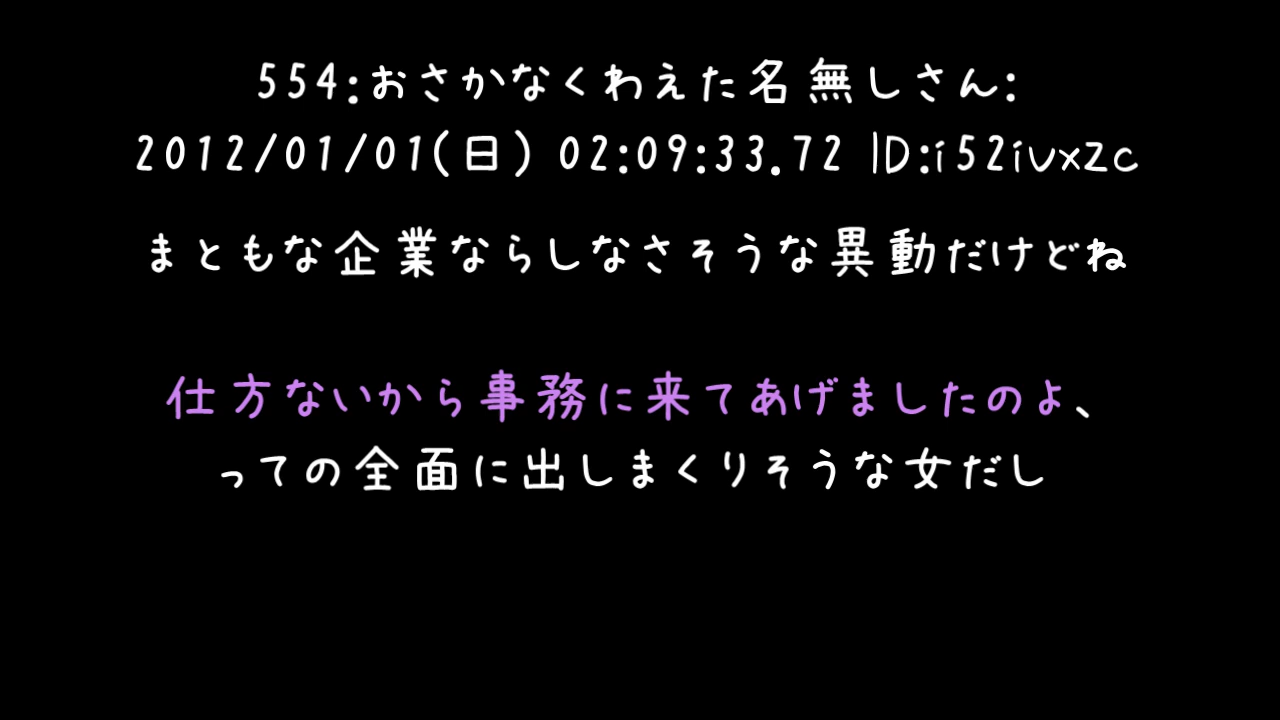 554:おさかなくわえた名無しさん:
2012/01/01(日) 02:09:33.72 ID:i52ivxzc
まともな企業ならしなさそうな異動だけどね
仕方ないから事務に来てあげましたのよ、
っての全面に出しまくりそうな女だし